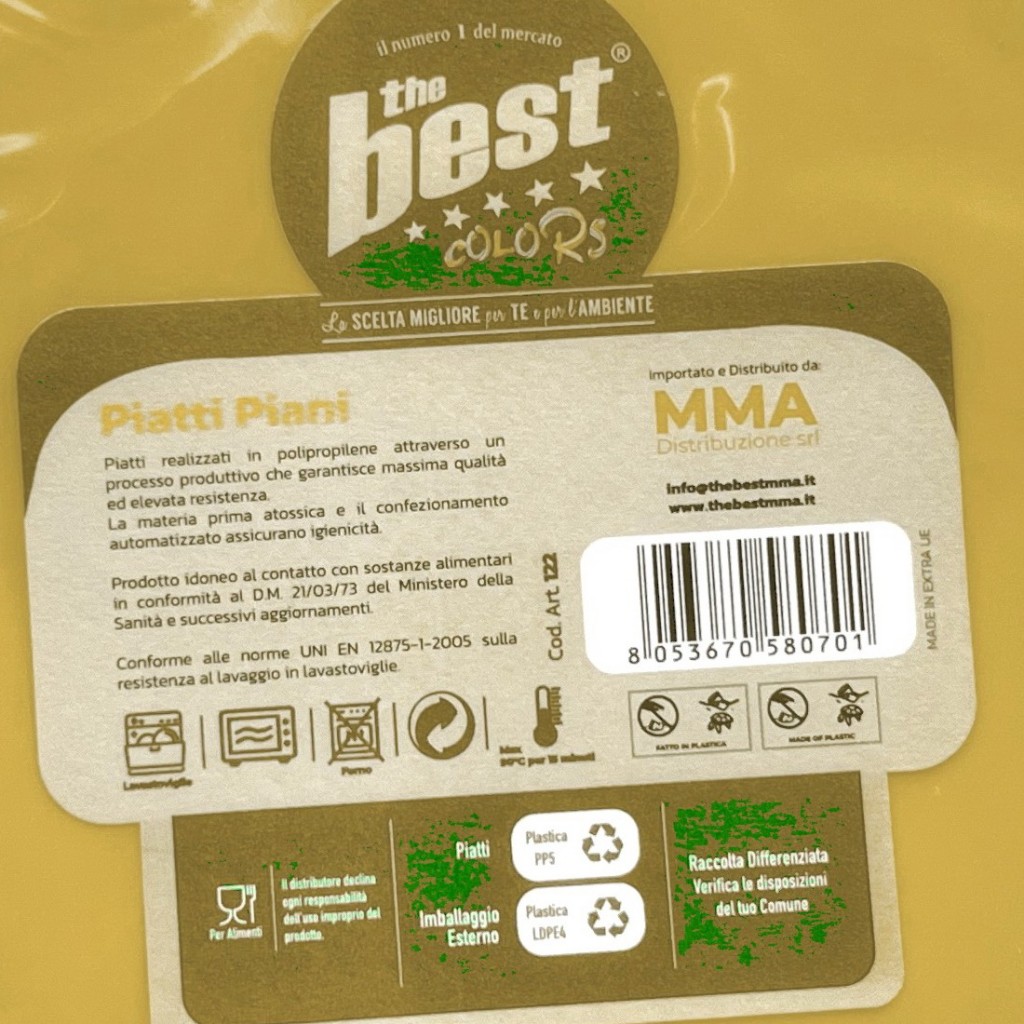 il numero 1 del mercato
the best ®
COLORS
La SCELTA MIGLIORE per TE e per l'AMBIENTE
Piatti Piani
Piatti realizzati in polipropilene attraverso un
processo produttivo che garantisce massima qualità
ed elevata resistenza.
La materia prima atossica e il confezionamento
automatizzato assicurano igienicità.
Prodotto idoneo al contatto con sostanze alimentari
in conformità al D.M. 21/03/73 del Ministero della
Sanità e successivi aggiornamenti.
Conforme alle norme UNI EN 12875-1-2005 sulla
resistenza al lavaggio in lavastoviglie.
Lavastoviglie
Forno
Max
90°C per 15 minuti
Importato e Distribuito da:
MMA
Distribuzione srl
info@thebestmma.it
www.thebestmma.it
Cod. Art. 122
8 053670 580701
MADE IN EXTRA UE
FATTO IN PLASTICA
MADE OF PLASTIC
Per Alimenti
Il distributore declina
ogni responsabilità
dell'uso improprio del
prodotto.
Piatti
Plastica
PP5
Imballaggio
Esterno
Plastica
LDPE4
Raccolta Differenziata
Verifica le disposizioni
del tuo Comune